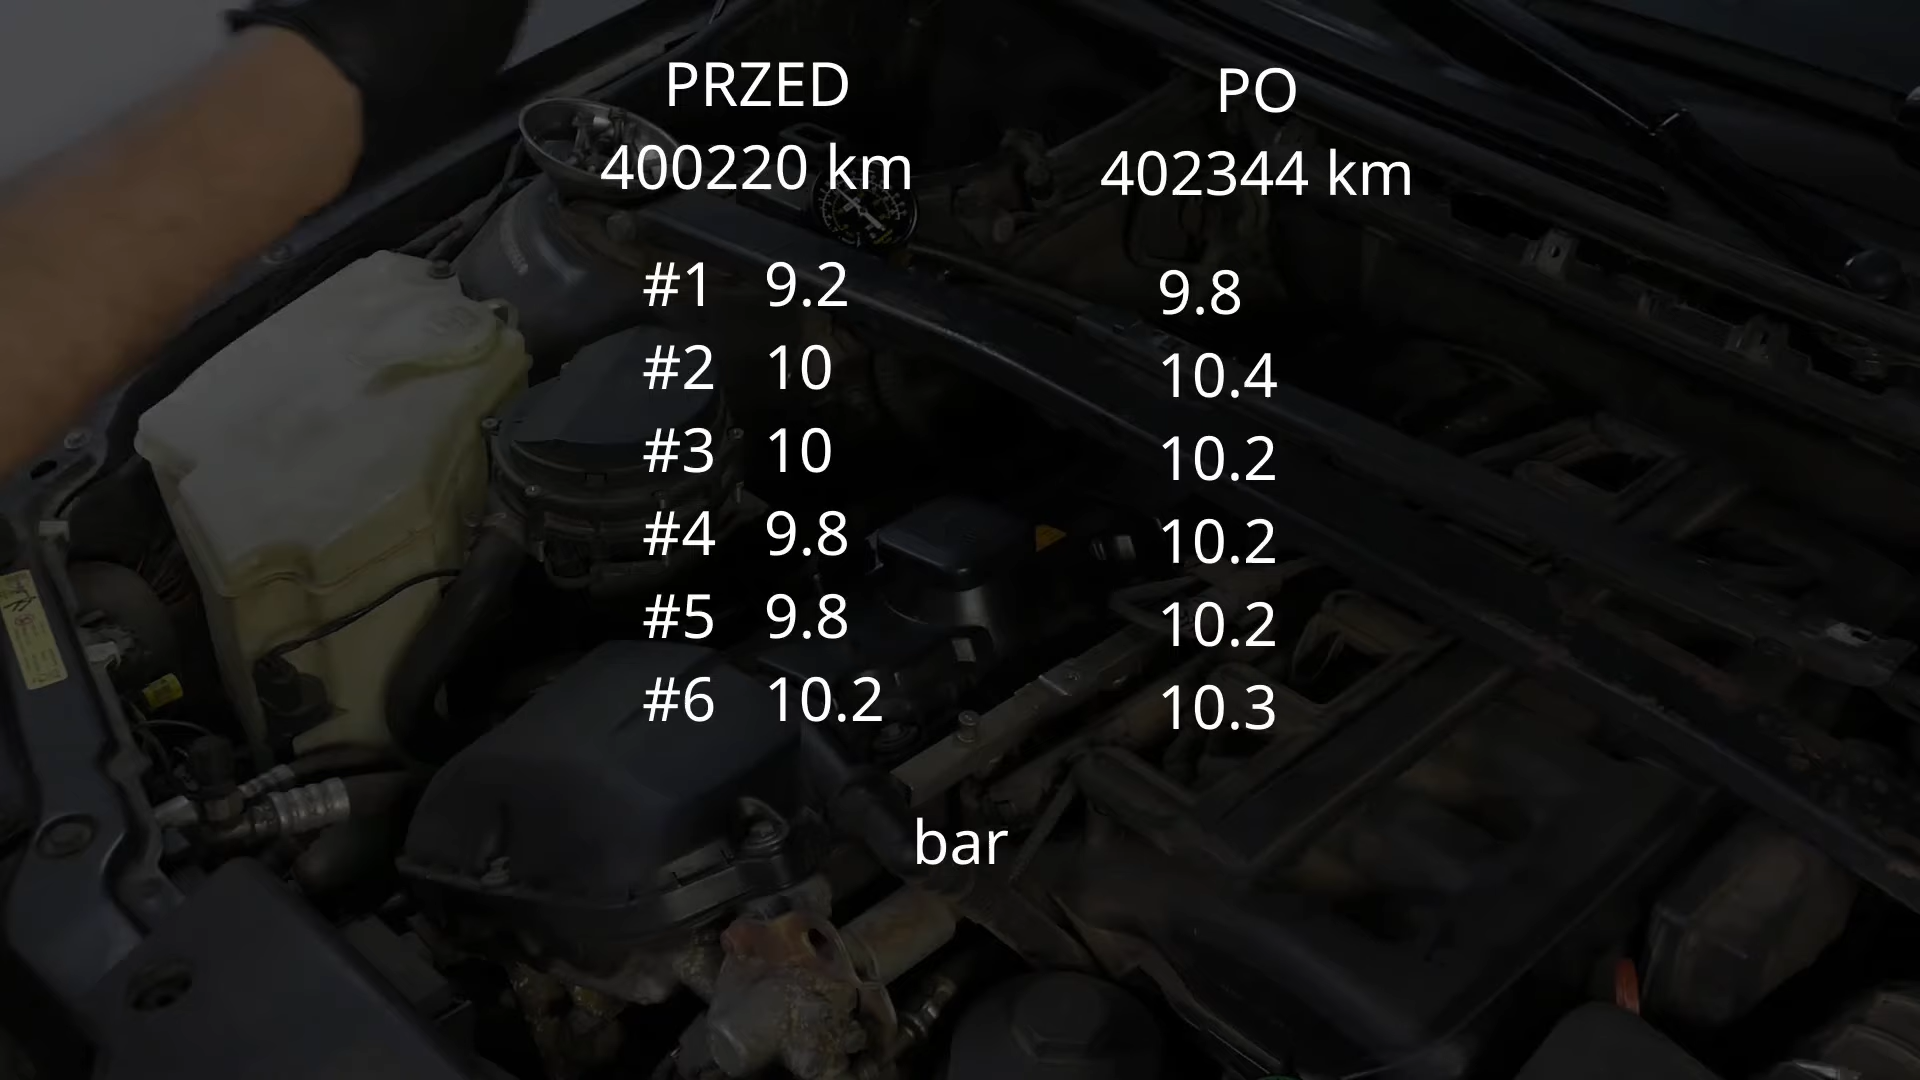 PRZED PO
400220 km 402344 km
#1 9.2 9.8
#2 10 10.4
#3 10 10.2
#4 9.8 10.2
#5 9.8 10.2
#6 10.2 10.3
bar